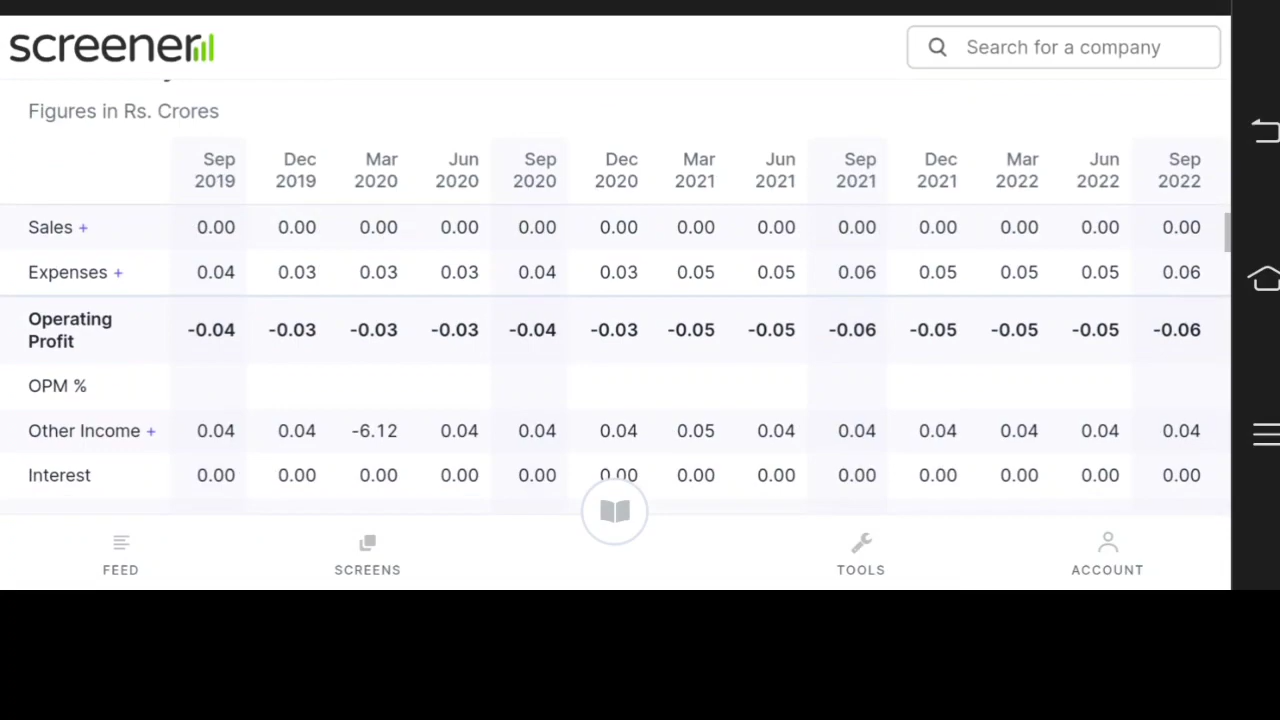 screener
Search for a company
Figures in Rs. Crores
Sep 2019 Dec 2019 Mar 2020 Jun 2020 Sep 2020 Dec 2020 Mar 2021 Jun 2021 Sep 2021 Dec 2021 Mar 2022 Jun 2022 Sep 2022
Sales + 0.00 0.00 0.00 0.00 0.00 0.00 0.00 0.00 0.00 0.00 0.00 0.00 0.00
Expenses + 0.04 0.03 0.03 0.03 0.04 0.03 0.05 0.05 0.06 0.05 0.05 0.05 0.06
Operating Profit -0.04 -0.03 -0.03 -0.03 -0.04 -0.03 -0.05 -0.05 -0.06 -0.05 -0.05 -0.05 -0.06
OPM %
Other Income + 0.04 0.04 -6.12 0.04 0.04 0.04 0.05 0.04 0.04 0.04 0.04 0.04 0.04
Interest 0.00 0.00 0.00 0.00 0.00 0.00 0.00 0.00 0.00 0.00 0.00 0.00 0.00
FEED SCREENS TOOLS ACCOUNT